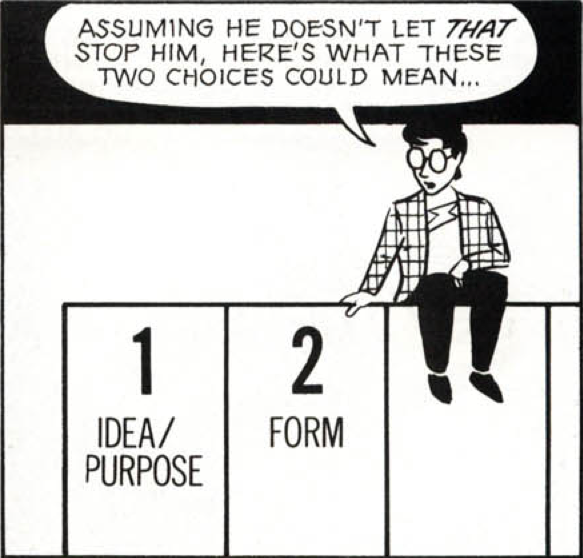 ASSUMING HE DOESN'T LET THAT
STOP HIM, HERE'S WHAT THESE
TWO CHOICES COULD MEAN...
1
IDEA/
PURPOSE
2
FORM